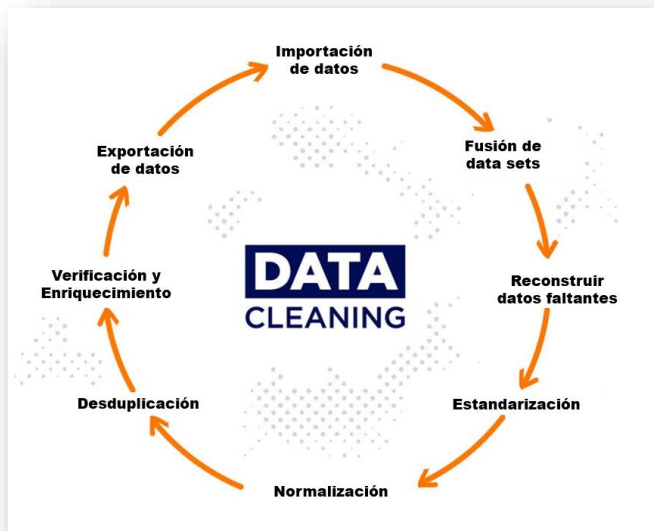 Importación
de datos
Fusión de
data sets
Reconstruir
datos faltantes
Estandarización
Normalización
Desduplicación
Verificación y
Enriquecimiento
Exportación
de datos
DATA
CLEANING